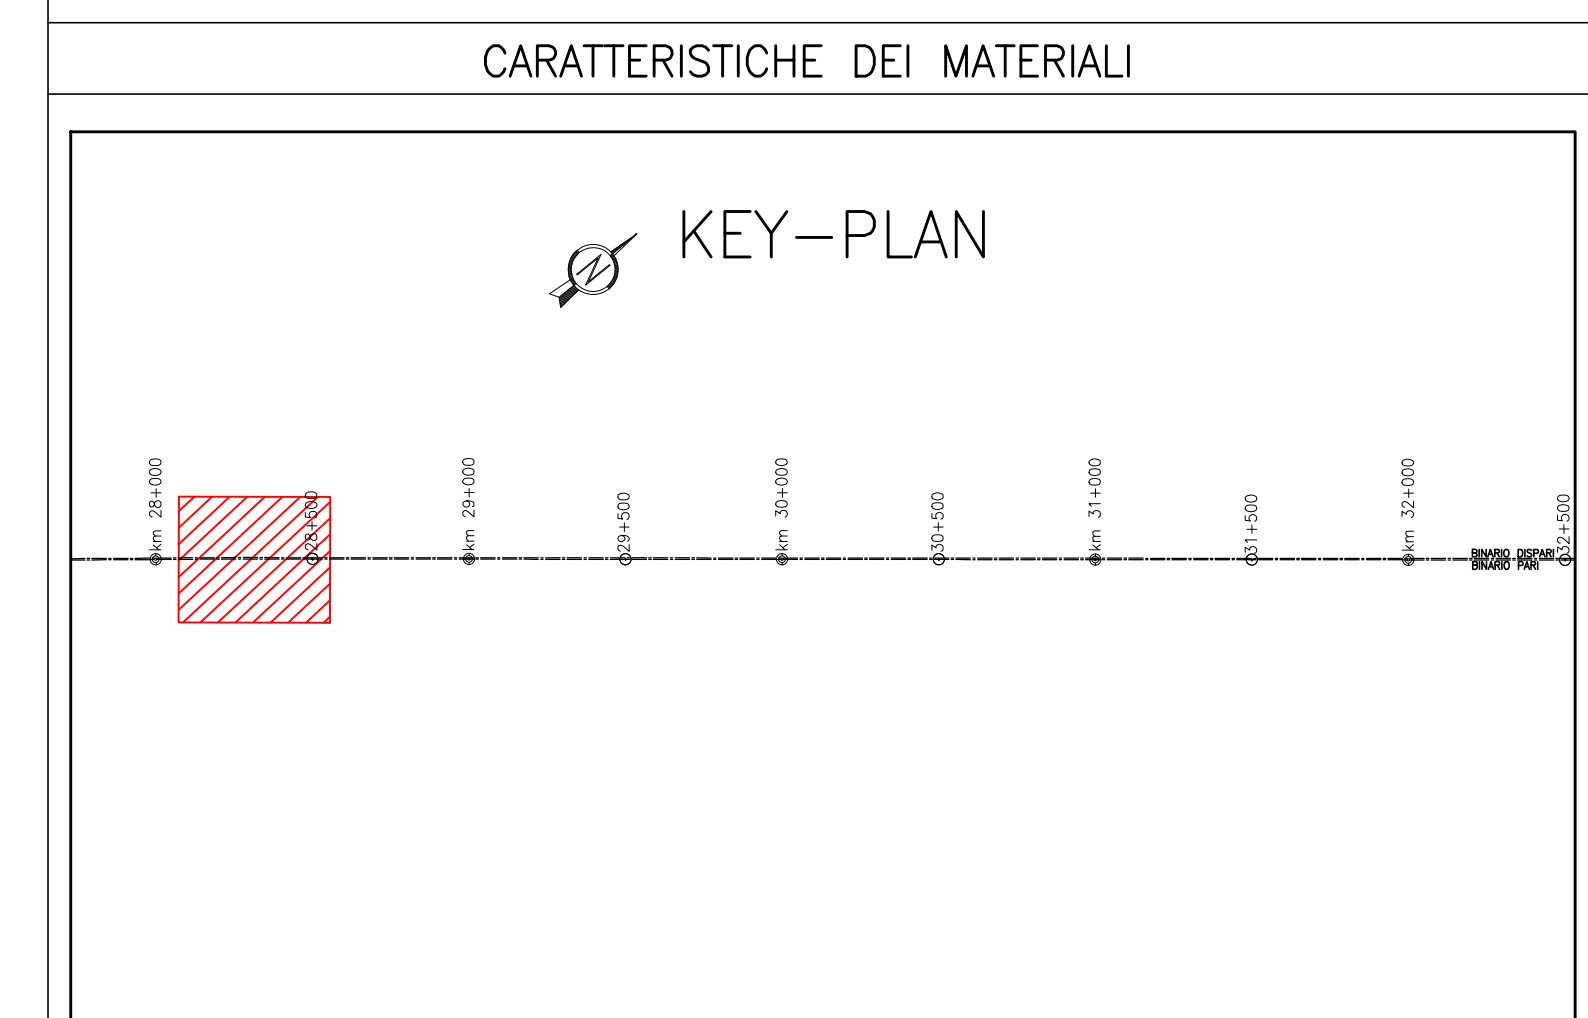 CARATTERISTICHE DEI MATERIALI
KEY-PLAN
N
km 28+000
28+500
km 29+000
29+500
km 30+000
30+500
km 31+000
31+500
km 32+000
32+500
BINARIO DISPARI
BINARIO PARI